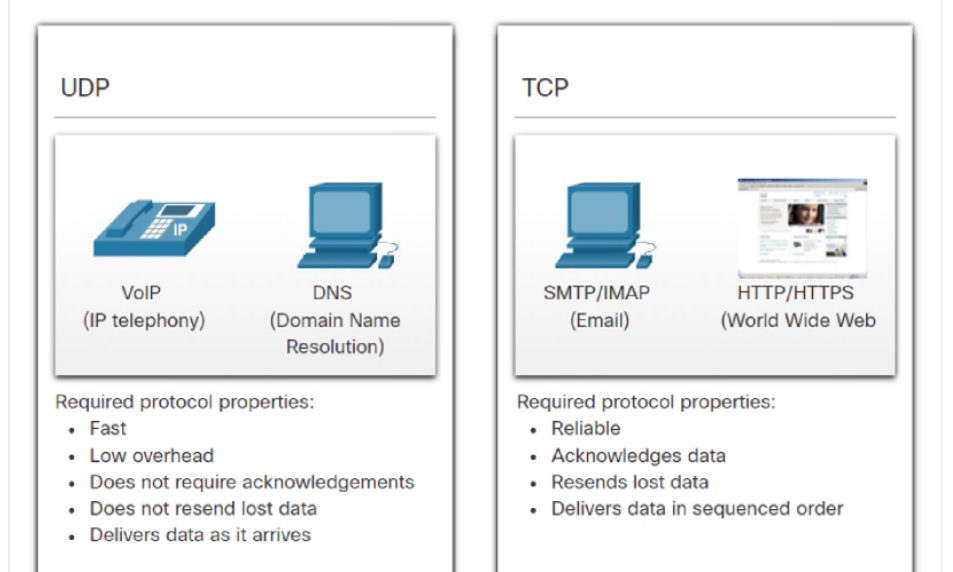 UDP
IP
VoIP
(IP telephony)
DNS
(Domain Name
Resolution)
Required protocol properties:
• Fast
• Low overhead
• Does not require acknowledgements
• Does not resend lost data
• Delivers data as it arrives
TCP
SMTP/IMAP
(Email)
HTTP/HTTPS
(World Wide Web
Required protocol properties:
• Reliable
• Acknowledges data
• Resends lost data
• Delivers data in sequenced order